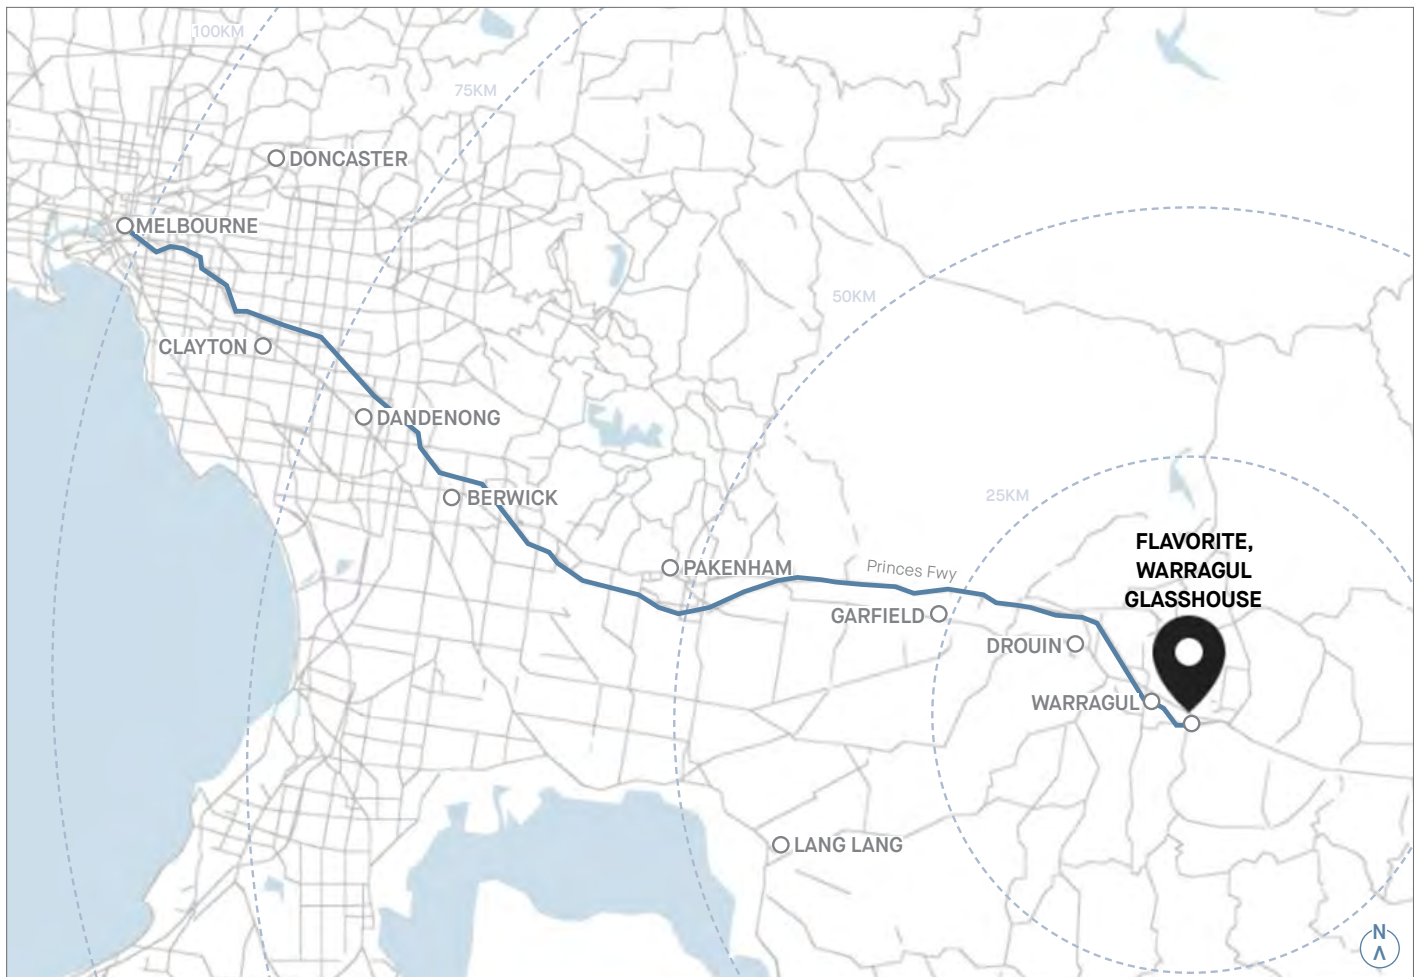 100KM
75KM
DONCASTER
MELBOURNE
50KM
CLAYTON
DANDENONG
BERWICK
25KM
FLAVORITE,
WARRAGUL
GLASSHOUSE
PAKENHAM
Princes Fwy
GARFIELD
DROUIN
WARRAGUL
LANG LANG
N